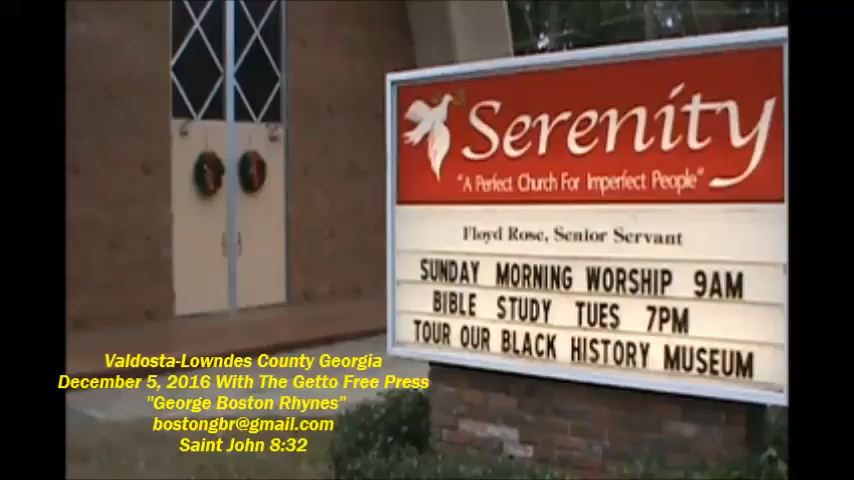 Serenity
"A Perfect Church For Imperfect People"
Floyd Rose, Senior Servant
SUNDAY MORNING WORSHIP 9AM
BIBLE STUDY TUES 7PM
TOUR OUR BLACK HISTORY MUSEUM
Valdosta-Lowndes County Georgia
December 5, 2016 With The Getto Free Press
"George Boston Rhynes"
bostongbr@gmail.com
Saint John 8:32